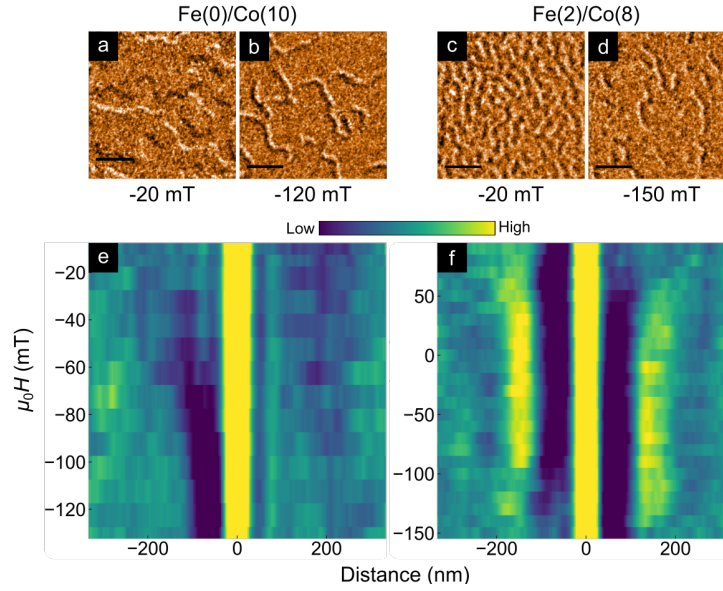 Fe(0)/Co(10) Fe(2)/Co(8)
a b c d
-20 mT -120 mT -20 mT -150 mT
Low High
e f
−20
−40
−60
−80
−100
−120
μ0H (mT)
50
0
−50
−100
−150
−200 0 200 −200 0 200
Distance (nm)